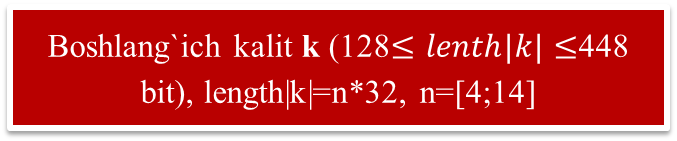 Boshlang`ich kalit k (128≤ lenth|k| ≤448
bit), length|k|=n*32, n=[4;14]